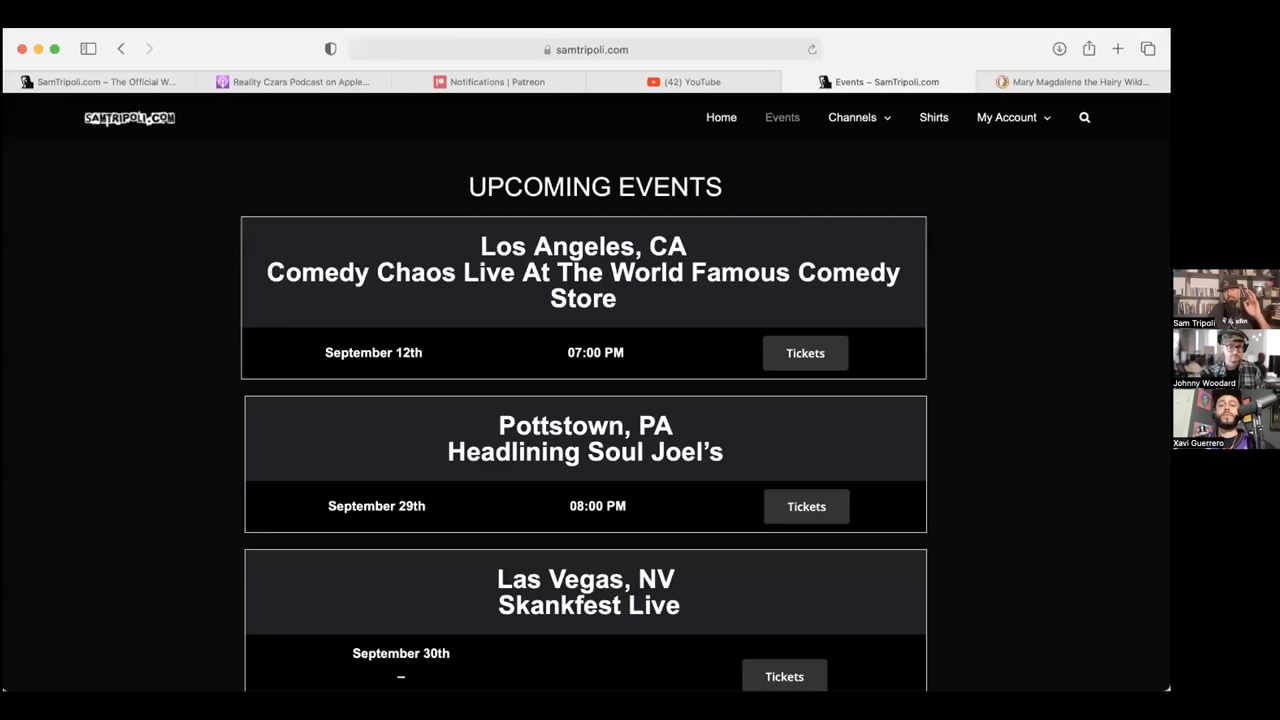 samtripoli.com
SamTripoli.com – The Official W...
Reality Czars Podcast on Apple...
Notifications | Patreon
(42) YouTube
Events – SamTripoli.com
Mary Magdalene the Hairy Wild...
SAMTRIPOLI.COM
Home
Events
Channels
Shirts
My Account
UPCOMING EVENTS
Los Angeles, CA
Comedy Chaos Live At The World Famous Comedy
Store
September 12th
07:00 PM
Tickets
Pottstown, PA
Headlining Soul Joel’s
September 29th
08:00 PM
Tickets
Las Vegas, NV
Skankfest Live
September 30th
–
Tickets
Sam Tripoli
Johnny Woodard
Xavi Guerrero